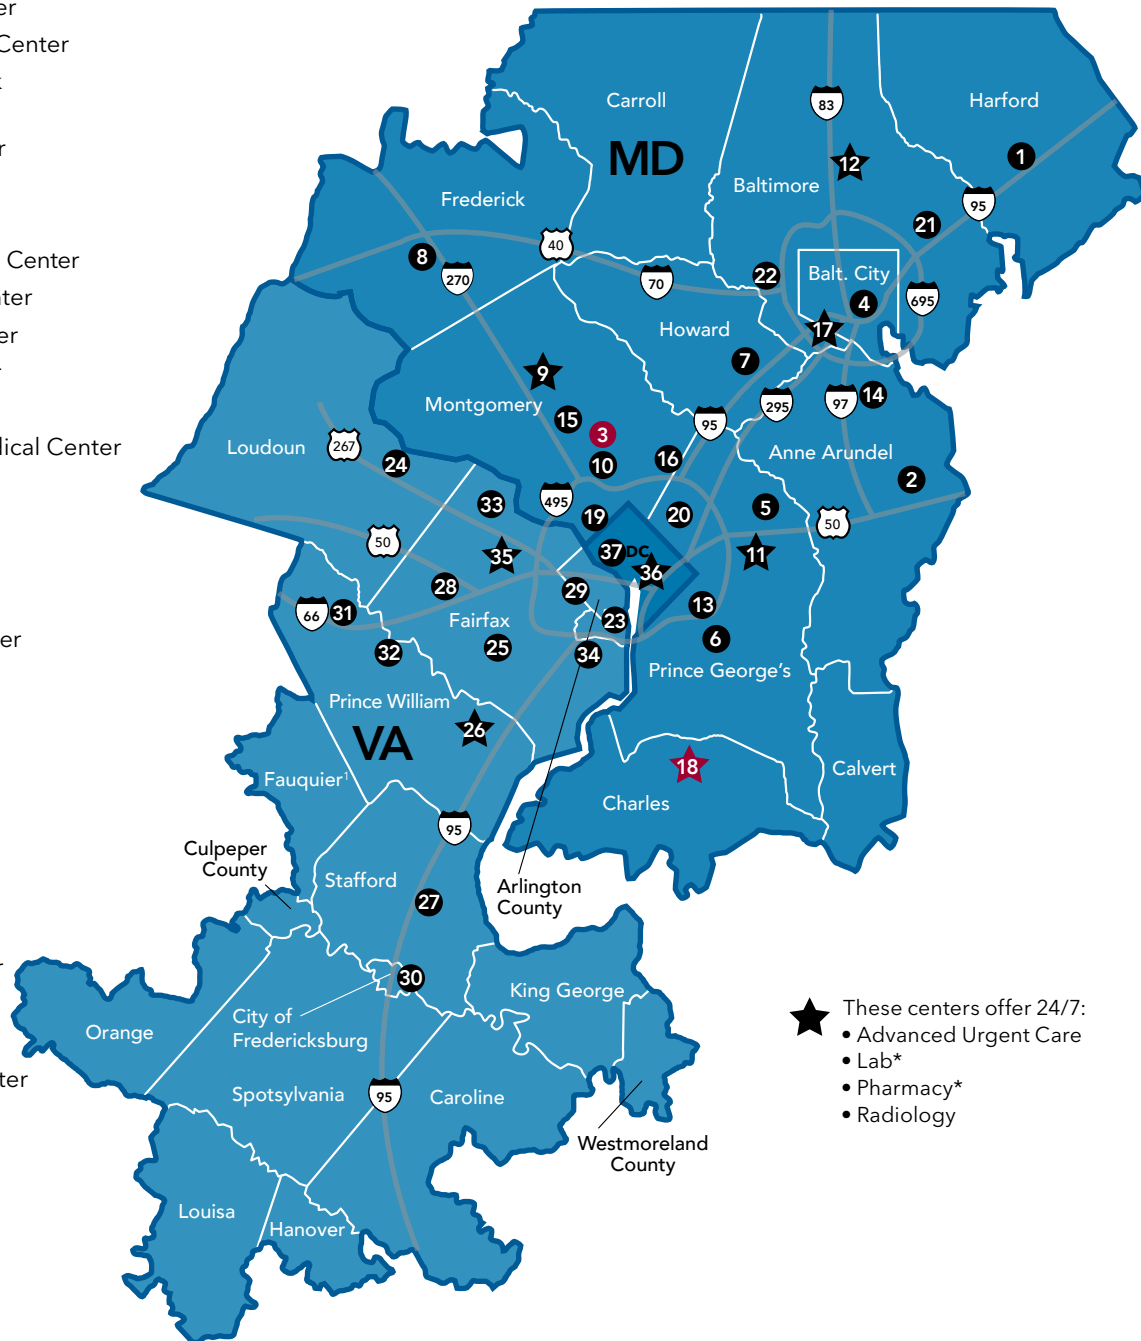 er
Center
k
r
Center
ter
er
dical Center
er
r
ter
Carroll
83
Harford
MD
12
1
Baltimore
Frederick
95
21
40
8
270
70
22
Balt. City
4
695
17
Howard
7
9
295
97
14
Montgomery
15
3
95
Loudoun
267
24
10
16
Anne Arundel
2
33
495
19
20
5
50
50
35
37
DC
36
11
28
29
13
66
31
Fairfax
23
6
32
25
34
Prince George's
Prince William
26
VA
18
Calvert
Fauquier1
Charles
95
Culpeper
County
Stafford
27
Arlington
County
30
King George
Orange
City of
Fredericksburg
Spotsylvania
95
Caroline
Westmoreland
County
Louisa
Hanover
These centers offer 24/7:
• Advanced Urgent Care
• Lab*
• Pharmacy*
• Radiology